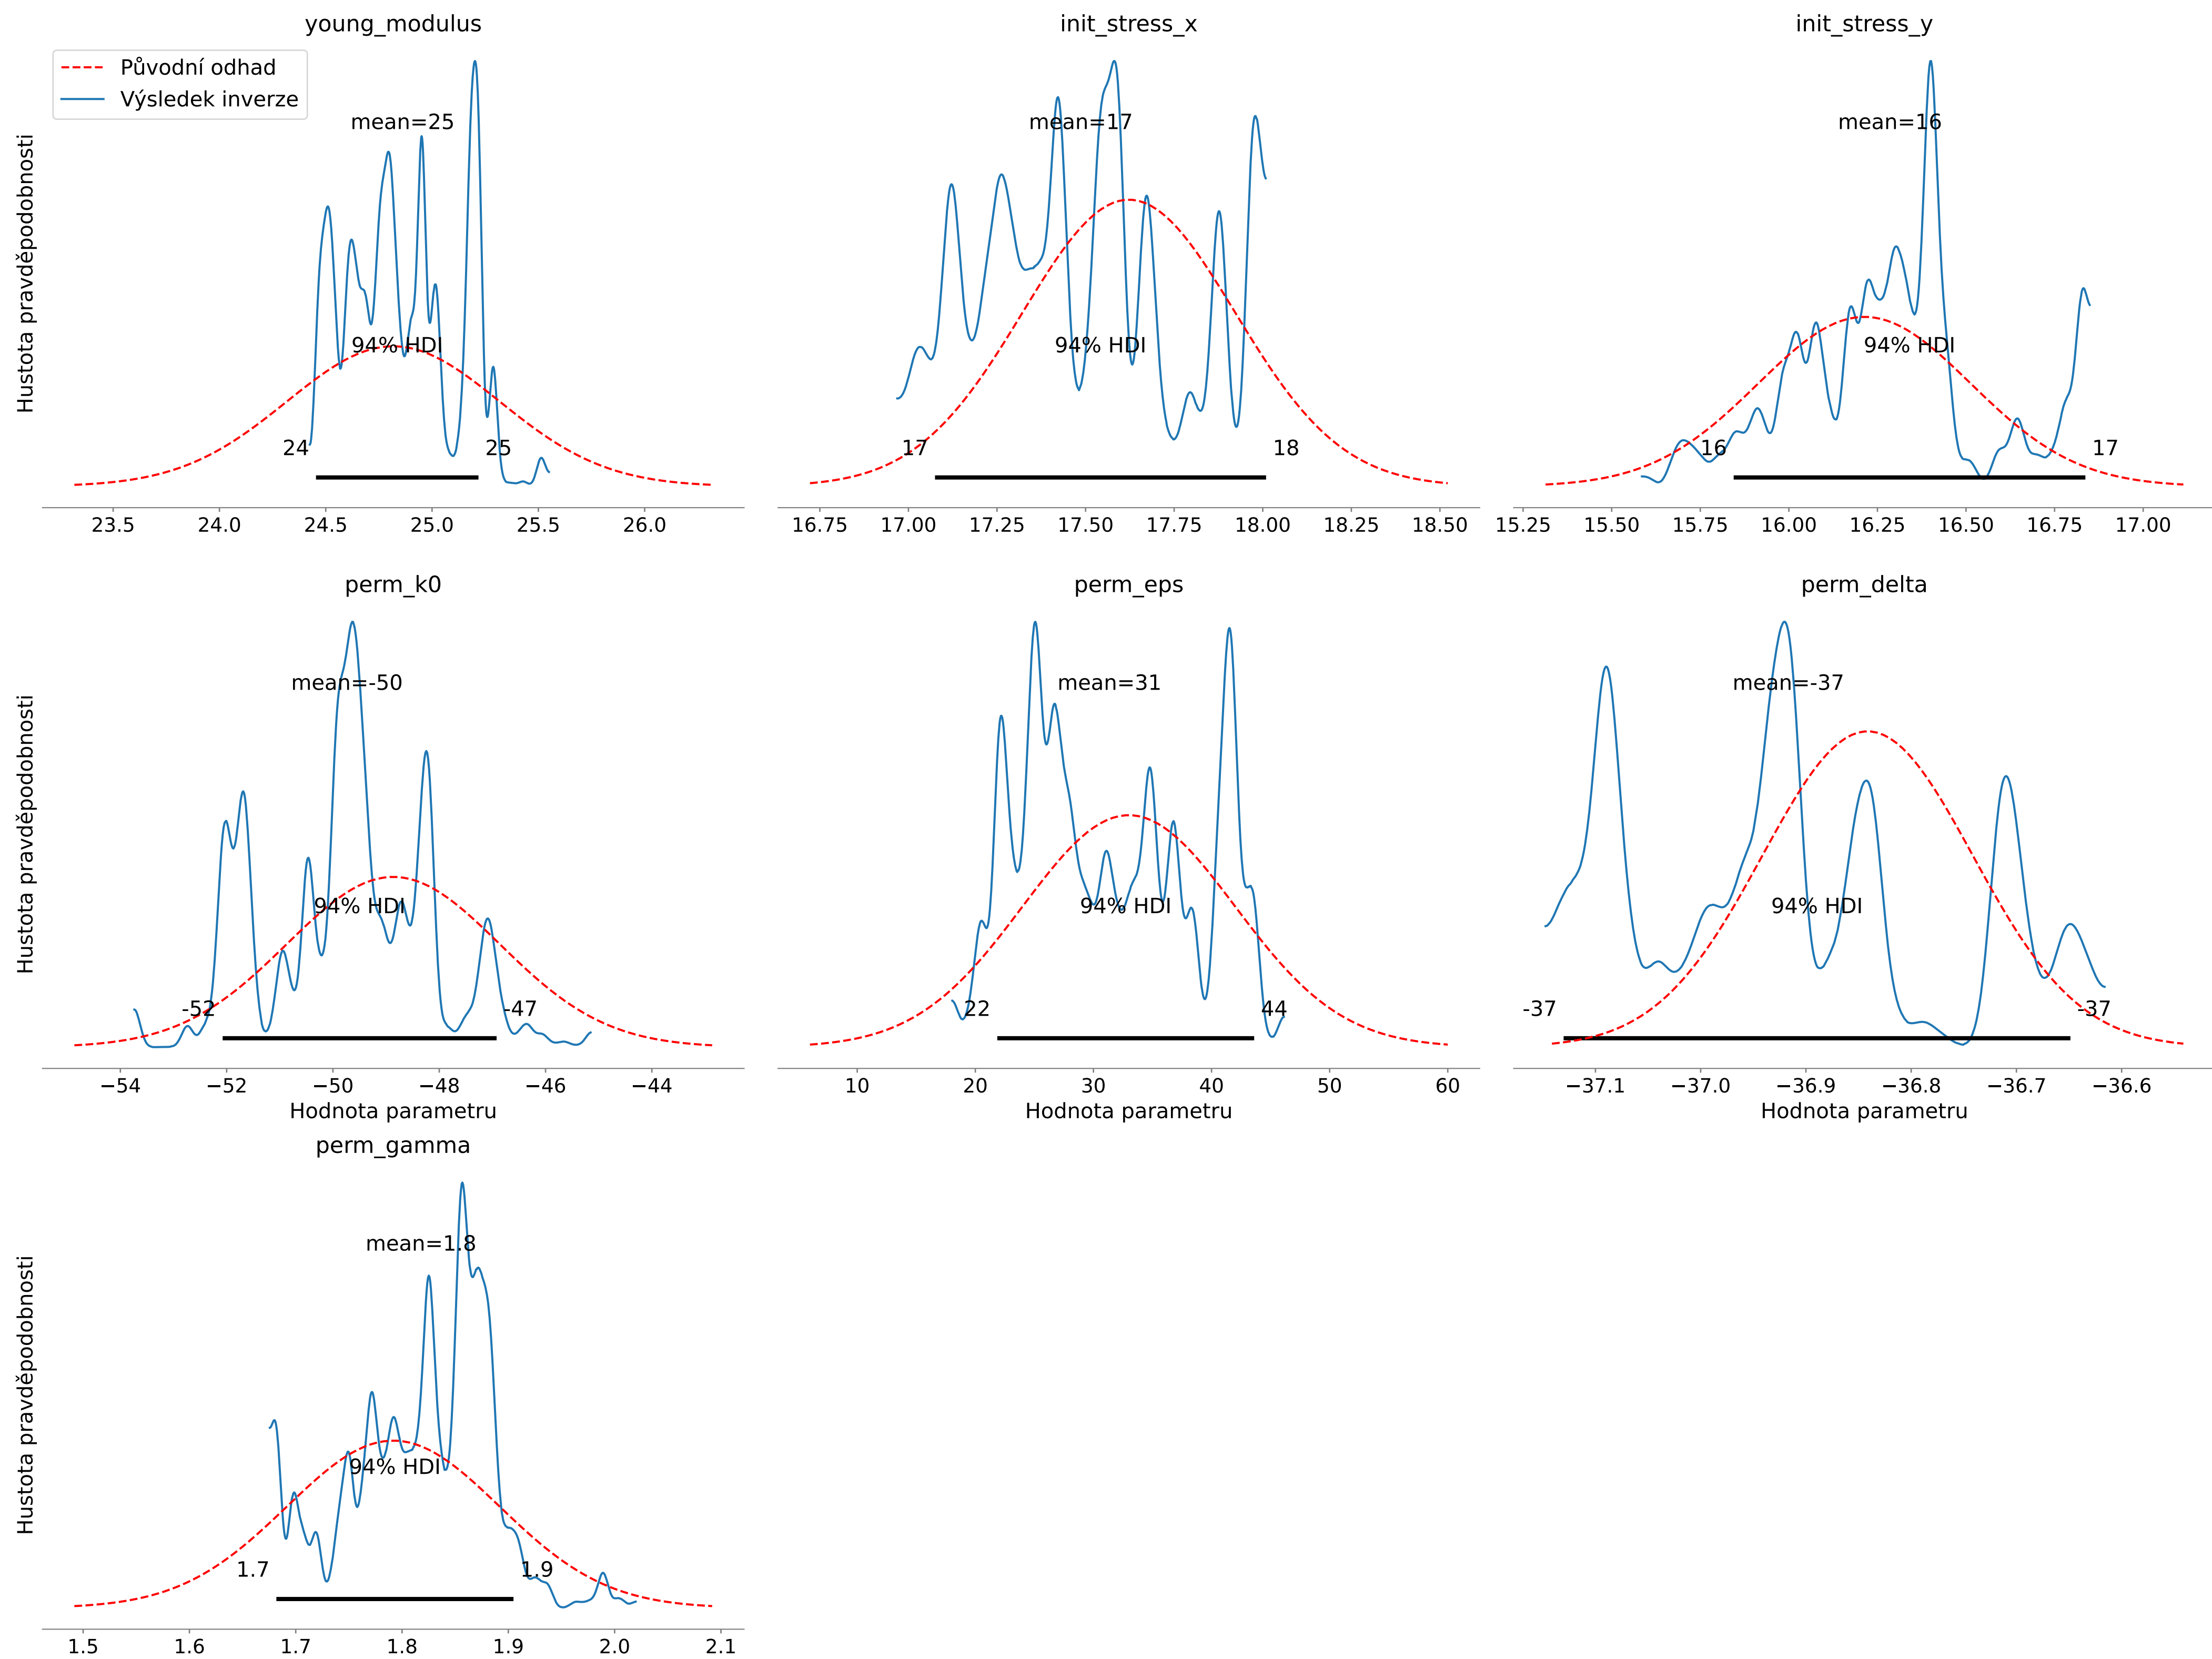 young_modulus
init_stress_x
init_stress_y
Původní odhad
Výsledek inverze
mean=25
mean=17
mean=16
Hustota pravděpodobnosti
94% HDI
94% HDI
94% HDI
24
25
17
18
16
17
23.5 24.0 24.5 25.0 25.5 26.0
16.75 17.00 17.25 17.50 17.75 18.00 18.25 18.50
15.25 15.50 15.75 16.00 16.25 16.50 16.75 17.00
perm_k0
perm_eps
perm_delta
mean=-50
mean=31
mean=-37
Hustota pravděpodobnosti
94% HDI
94% HDI
94% HDI
-52
-47
22
44
-37
-37
−54 −52 −50 −48 −46 −44
10 20 30 40 50 60
−37.1 −37.0 −36.9 −36.8 −36.7 −36.6
Hodnota parametru
Hodnota parametru
Hodnota parametru
perm_gamma
mean=1.8
Hustota pravděpodobnosti
94% HDI
1.7
1.9
1.5 1.6 1.7 1.8 1.9 2.0 2.1